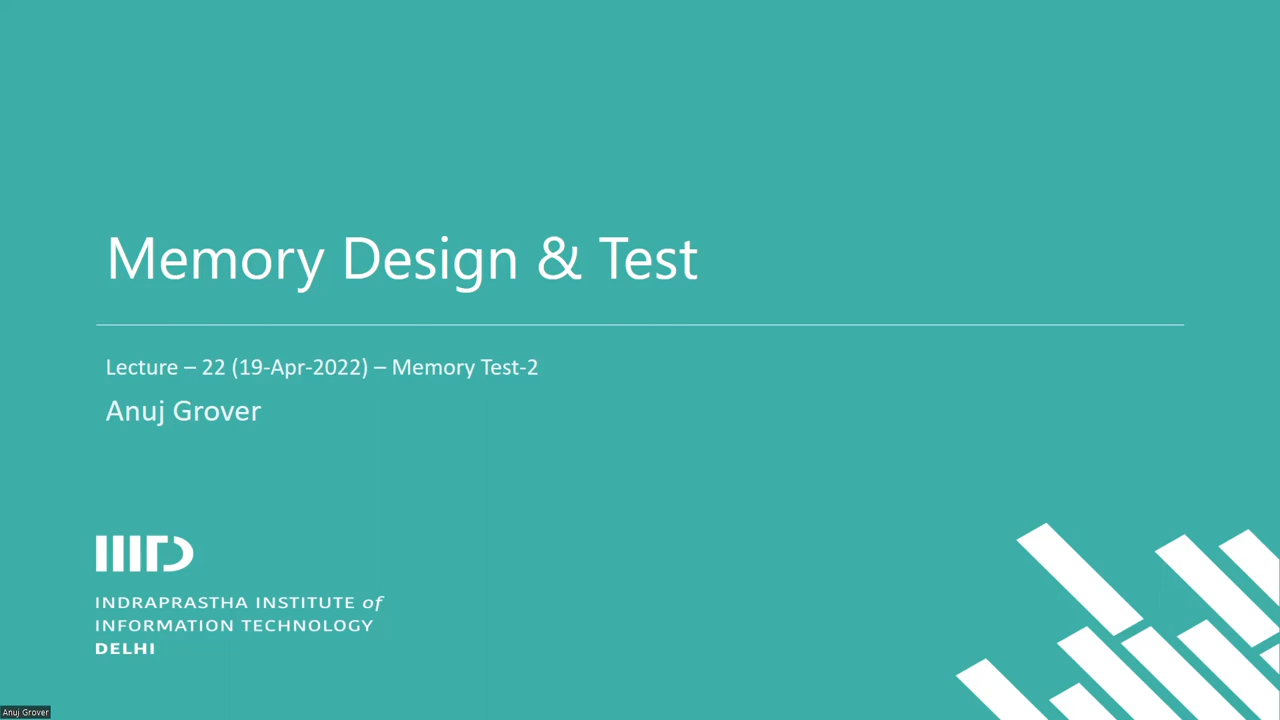 Memory Design & Test
Lecture – 22 (19-Apr-2022) – Memory Test-2
Anuj Grover
IIITD
INDRAPRASTHA INSTITUTE of
INFORMATION TECHNOLOGY
DELHI
Anuj Grover